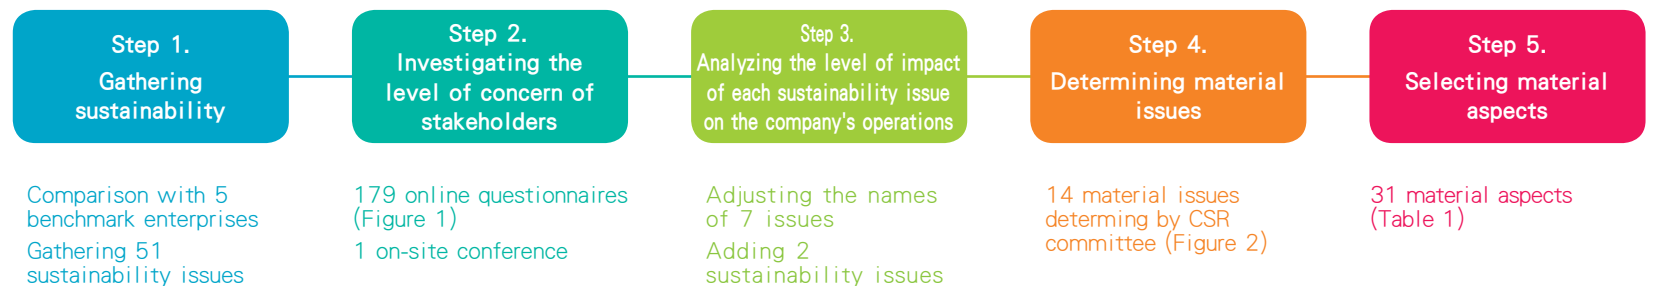 Step 1.
Gathering
sustainability
Step 2.
Investigating the
level of concern of
stakeholders
Step 3.
Analyzing the level of impact
of each sustainability issue
on the company's operations
Step 4.
Determining material
issues
Step 5.
Selecting material
aspects
Comparison with 5
benchmark enterprises
Gathering 51
sustainability issues
179 online questionnaires
(Figure 1)
1 on-site conference
Adjusting the names
of 7 issues
Adding 2
sustainability issues
14 material issues
determing by CSR
committee (Figure 2)
31 material aspects
(Table 1)